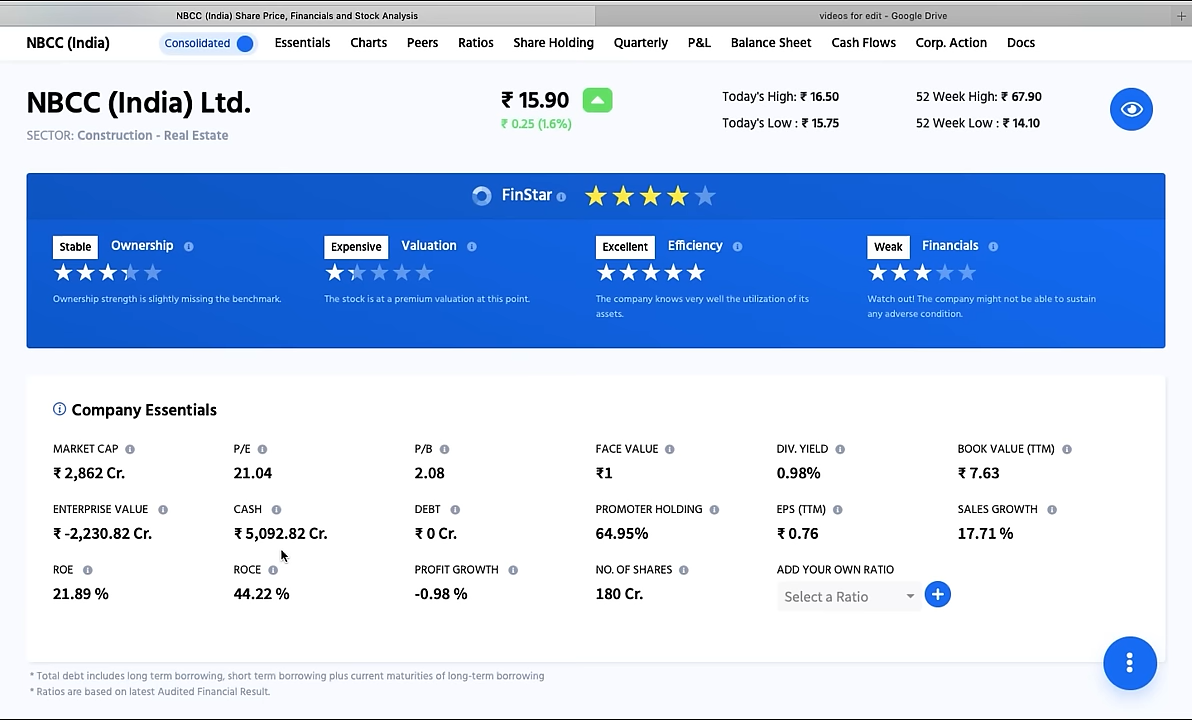 NBCC (India) Share Price, Financials and Stock Analysis
videos for edit - Google Drive
NBCC (India) Consolidated Essentials Charts Peers Ratios Share Holding Quarterly P&L Balance Sheet Cash Flows Corp. Action Docs
NBCC (India) Ltd.
SECTOR: Construction - Real Estate
₹ 15.90
₹ 0.25 (1.6%)
Today's High: ₹ 16.50
Today's Low : ₹ 15.75
52 Week High: ₹ 67.90
52 Week Low : ₹ 14.10
FinStar
Stable Ownership
Ownership strength is slightly missing the benchmark.
Expensive Valuation
The stock is at a premium valuation at this point.
Excellent Efficiency
The company knows very well the utilization of its
assets.
Weak Financials
Watch out! The company might not be able to sustain
any adverse condition.
Company Essentials
MARKET CAP P/E P/B FACE VALUE DIV. YIELD BOOK VALUE (TTM)
₹ 2,862 Cr. 21.04 2.08 ₹1 0.98% ₹ 7.63
ENTERPRISE VALUE CASH DEBT PROMOTER HOLDING EPS (TTM) SALES GROWTH
₹ -2,230.82 Cr. ₹ 5,092.82 Cr. ₹ 0 Cr. 64.95% ₹ 0.76 17.71 %
ROE ROCE PROFIT GROWTH NO. OF SHARES ADD YOUR OWN RATIO
21.89 % 44.22 % -0.98 % 180 Cr. Select a Ratio
* Total debt includes long term borrowing, short term borrowing plus current maturities of long-term borrowing
* Ratios are based on latest Audited Financial Result.